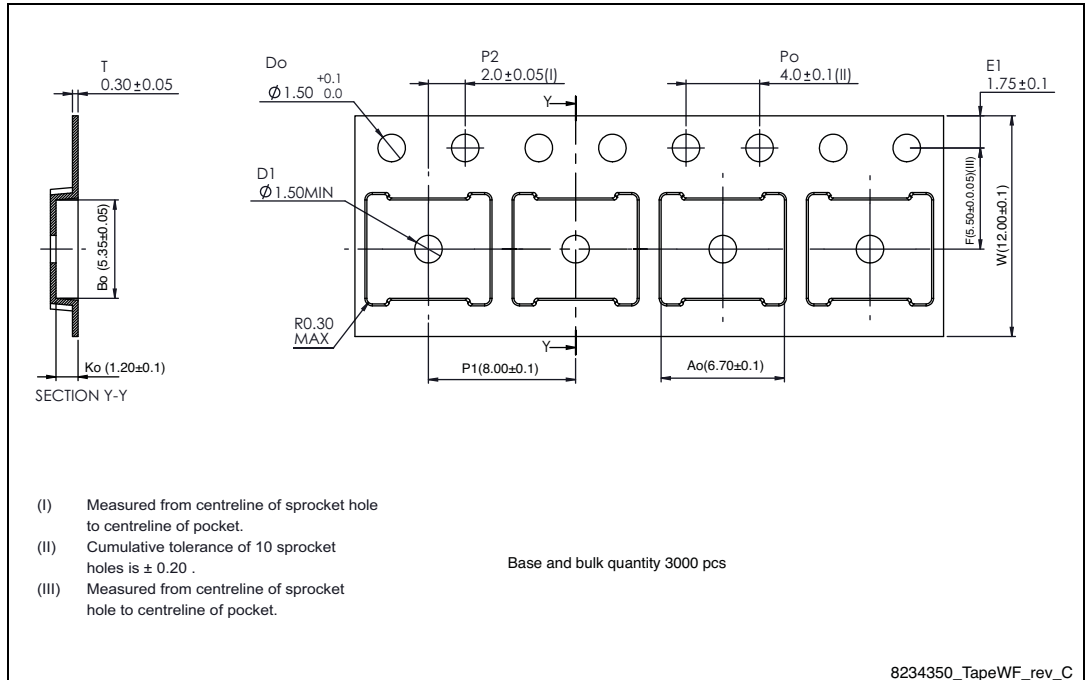 T
0.30±0.05
Do
Ø1.50 +0.1 0.0
P2
2.0±0.05(I)
Po
4.0±0.1(II)
E1
1.75±0.1
Y
D1
Ø1.50MIN
Bo (5.35±0.05)
F(5.50±0.0.05)(III)
W(12.00±0.1)
R0.30
MAX
Y
Ko (1.20±0.1)
P1(8.00±0.1)
Ao(6.70±0.1)
SECTION Y-Y
(I) Measured from centreline of sprocket hole
to centreline of pocket.
(II) Cumulative tolerance of 10 sprocket
holes is ± 0.20 .
(III) Measured from centreline of sprocket
hole to centreline of pocket.
Base and bulk quantity 3000 pcs
8234350_TapeWF_rev_C